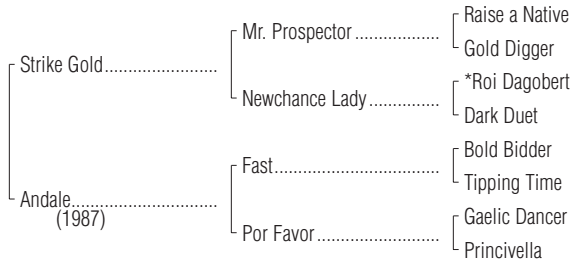 Raise a Native
Mr. Prospector
Gold Digger
Strike Gold
*Roi Dagobert
Newchance Lady
Dark Duet
Bold Bidder
Fast
Tipping Time
Andale
(1987)
Gaelic Dancer
Por Favor
Princivella